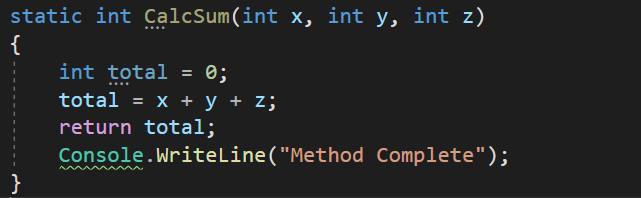 static int CalcSum(int x, int y, int z)
{
    int total = 0;
    total = x + y + z;
    return total;
    Console.WriteLine("Method Complete");
}